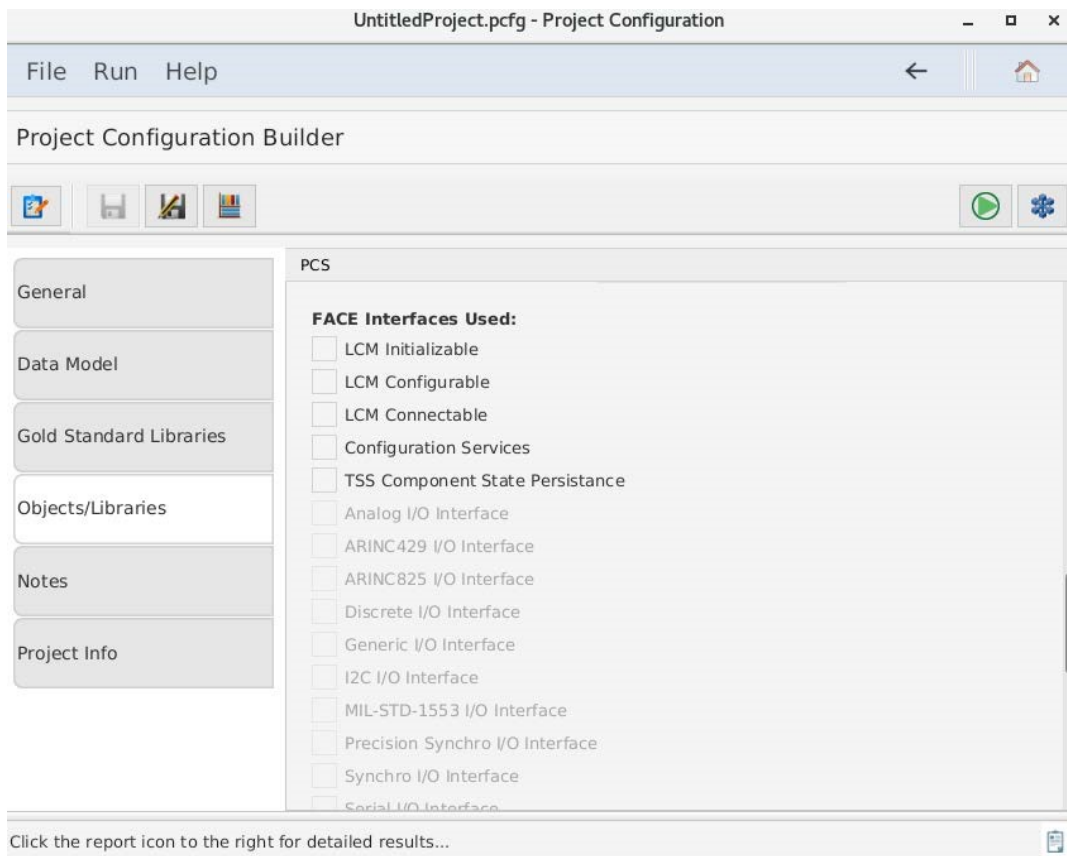 UntitledProject.pcfg - Project Configuration
File Run Help
Project Configuration Builder
General
Data Model
Gold Standard Libraries
Objects/Libraries
Notes
Project Info
PCS
FACE Interfaces Used:
LCM Initializable
LCM Configurable
LCM Connectable
Configuration Services
TSS Component State Persistance
Analog I/O Interface
ARINC429 I/O Interface
ARINC825 I/O Interface
Discrete I/O Interface
Generic I/O Interface
I2C I/O Interface
MIL-STD-1553 I/O Interface
Precision Synchro I/O Interface
Synchro I/O Interface
Serial I/O Interface
Click the report icon to the right for detailed results...